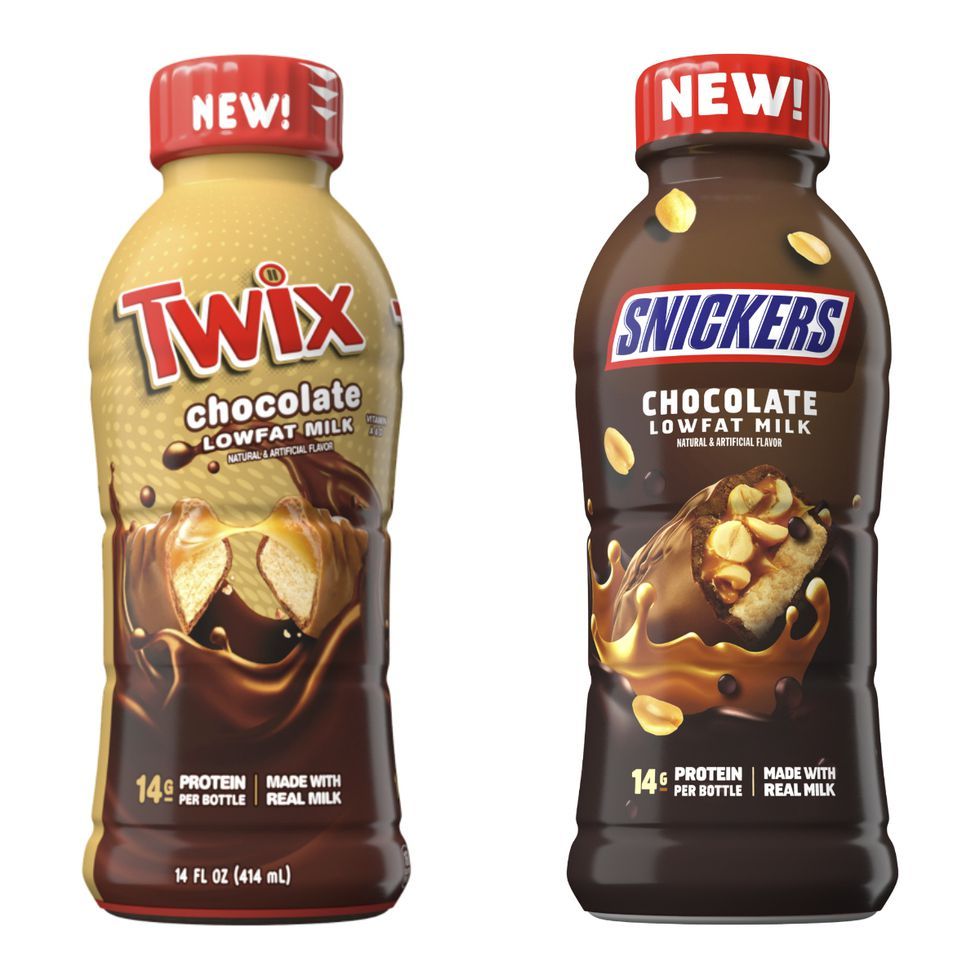 NEW!
TWIX
chocolate
LOWFAT MILK
NATURAL & ARTIFICIAL FLAVOR
VITAMIN
A & D
14G PROTEIN PER BOTTLE | MADE WITH REAL MILK
14 FL OZ (414 mL)
NEW!
SNICKERS
CHOCOLATE
LOWFAT MILK
NATURAL & ARTIFICIAL FLAVOR
14G PROTEIN PER BOTTLE | MADE WITH REAL MILK